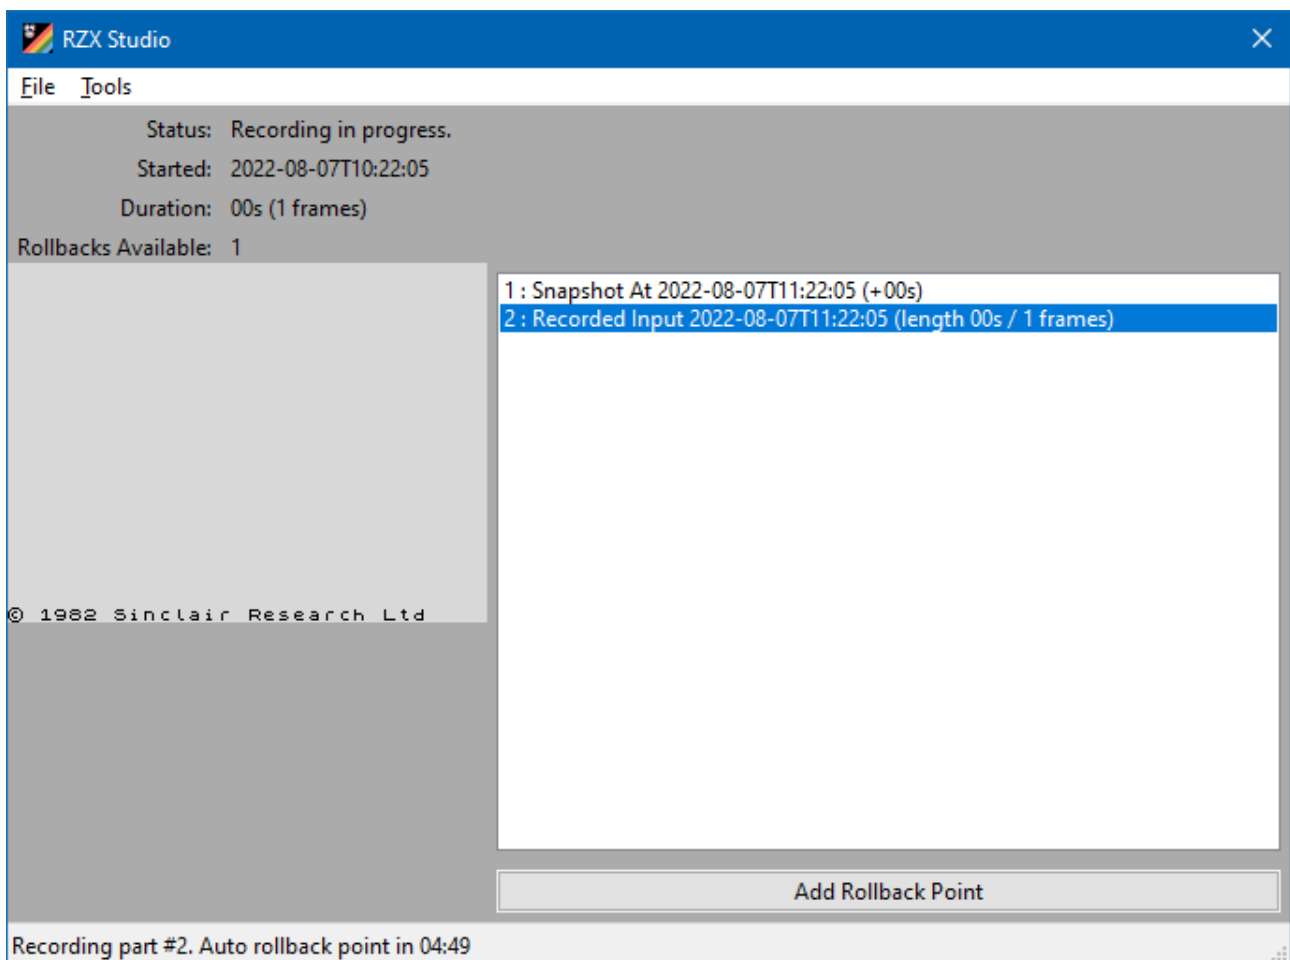 RZX Studio
File Tools
Status: Recording in progress.
Started: 2022-08-07T10:22:05
Duration: 00s (1 frames)
Rollbacks Available: 1
1 : Snapshot At 2022-08-07T11:22:05 (+00s)
2 : Recorded Input 2022-08-07T11:22:05 (length 00s / 1 frames)
© 1982 Sinclair Research Ltd
Add Rollback Point
Recording part #2. Auto rollback point in 04:49